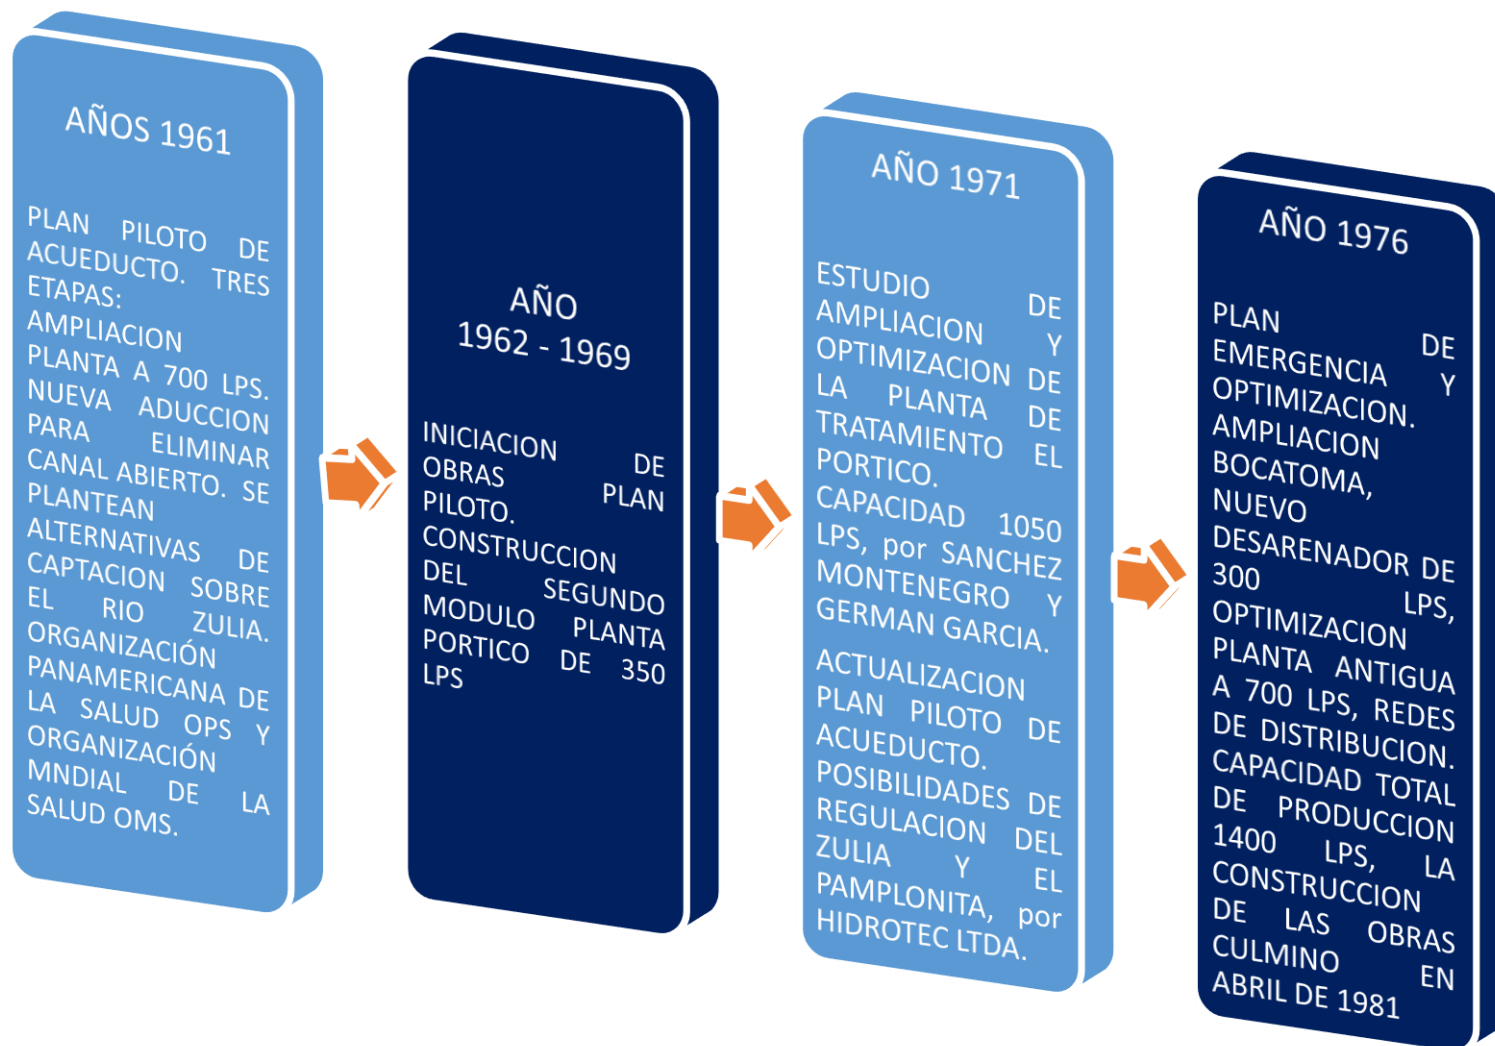 AÑOS 1961
PLAN PILOTO DE
ACUEDUCTO. TRES
ETAPAS:
AMPLIACION
PLANTA A 700 LPS.
NUEVA ADUCCION
PARA ELIMINAR
CANAL ABIERTO. SE
PLANTEAN
ALTERNATIVAS DE
CAPTACION SOBRE
EL RIO ZULIA.
ORGANIZACIÓN
PANAMERICANA DE
LA SALUD OPS Y
ORGANIZACIÓN
MNDIAL DE LA
SALUD OMS.
AÑO
1962 - 1969
INICIACION DE
OBRAS PLAN
PILOTO.
CONSTRUCCION
DEL SEGUNDO
MODULO PLANTA
PORTICO DE 350
LPS
AÑO 1971
ESTUDIO DE
AMPLIACION Y
OPTIMIZACION DE
LA PLANTA DE
TRATAMIENTO EL
PORTICO.
CAPACIDAD 1050
LPS, por SANCHEZ
MONTENEGRO Y
GERMAN GARCIA.
ACTUALIZACION
PLAN PILOTO DE
ACUEDUCTO.
POSIBILIDADES DE
REGULACION DEL
ZULIA Y EL
PAMPLONITA, por
HIDROTEC LTDA.
AÑO 1976
PLAN DE
EMERGENCIA Y
OPTIMIZACION.
AMPLIACION
BOCATOMA,
NUEVO
DESARENADOR DE
300 LPS,
OPTIMIZACION
PLANTA ANTIGUA
A 700 LPS, REDES
DE DISTRIBUCION.
CAPACIDAD TOTAL
DE PRODUCCION
1400 LPS, LA
CONSTRUCCION
DE LAS OBRAS
CULMINO EN
ABRIL DE 1981